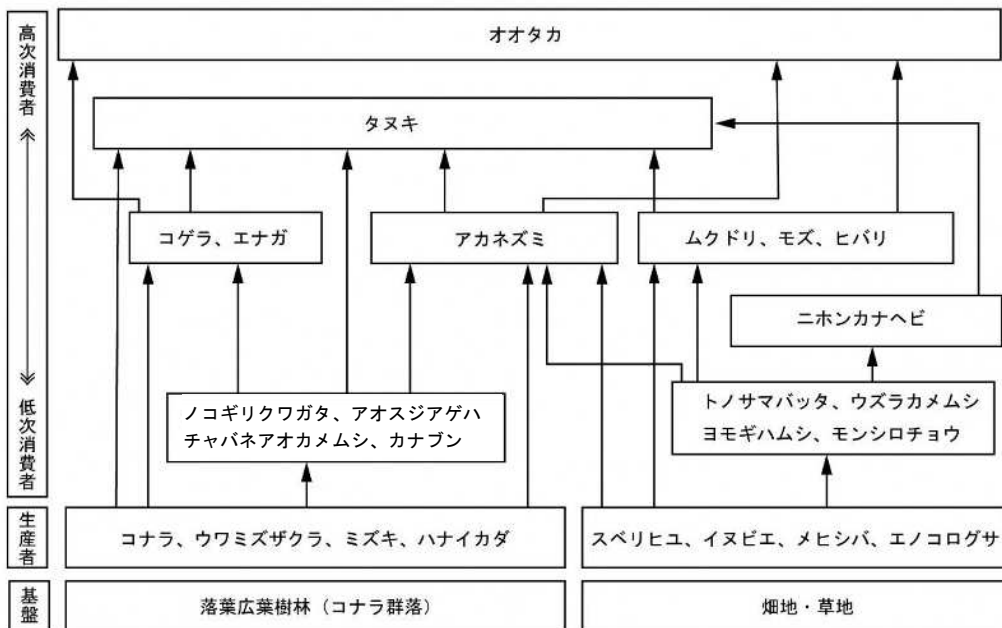 高次消費者
低次消費者
生産者
基盤
オオタカ
タヌキ
コゲラ、エナガ
アカネズミ
ムクドリ、モズ、ヒバリ
ニホンカナヘビ
ノコギリクワガタ、アオスジアゲハ
チャバネアオカメムシ、カナブン
トノサマバッタ、ウズラカメムシ
ヨモギハムシ、モンシロチョウ
コナラ、ウワミズザクラ、ミズキ、ハナイカダ
スベリヒユ、イヌビエ、メヒシバ、エノコログサ
落葉広葉樹林（コナラ群落）
畑地・草地